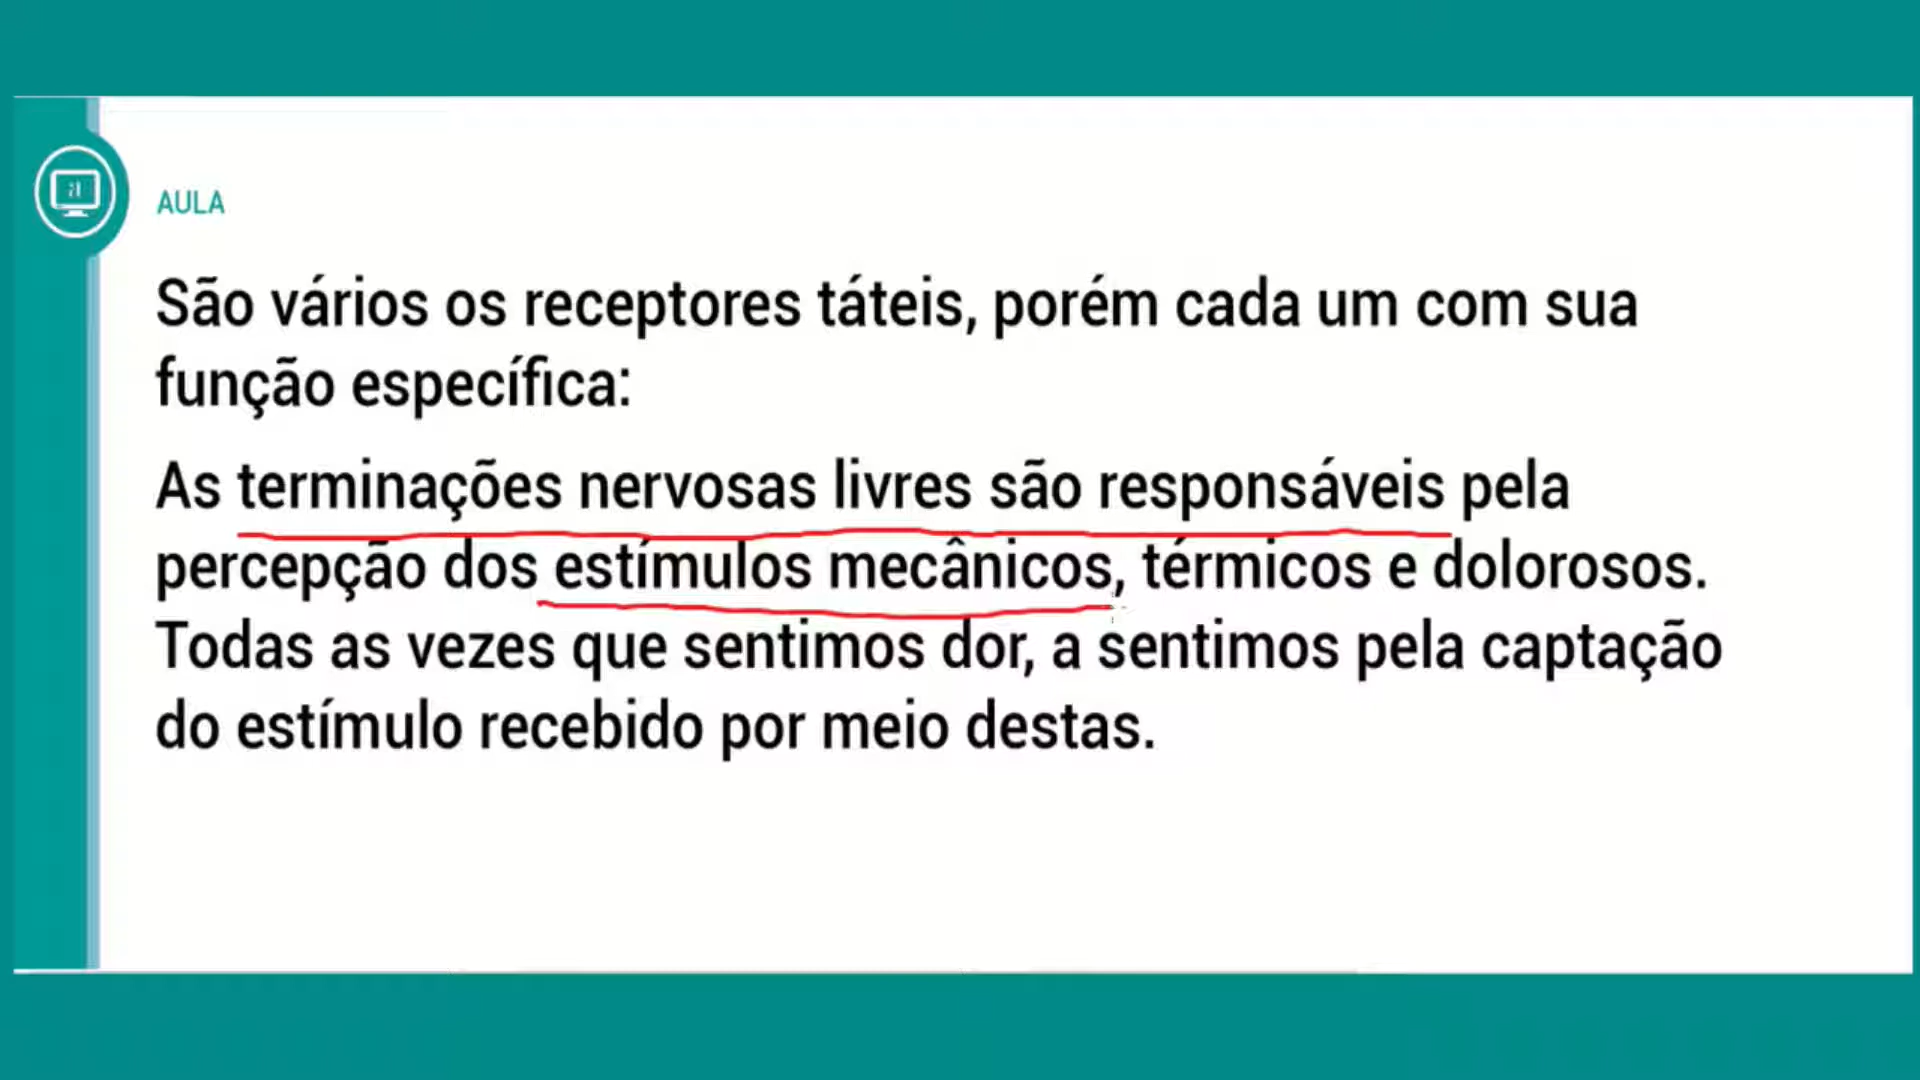 AULA
São vários os receptores táteis, porém cada um com sua
função específica:
As terminações nervosas livres são responsáveis pela
percepção dos estímulos mecânicos, térmicos e dolorosos.
Todas as vezes que sentimos dor, a sentimos pela captação
do estímulo recebido por meio destas.